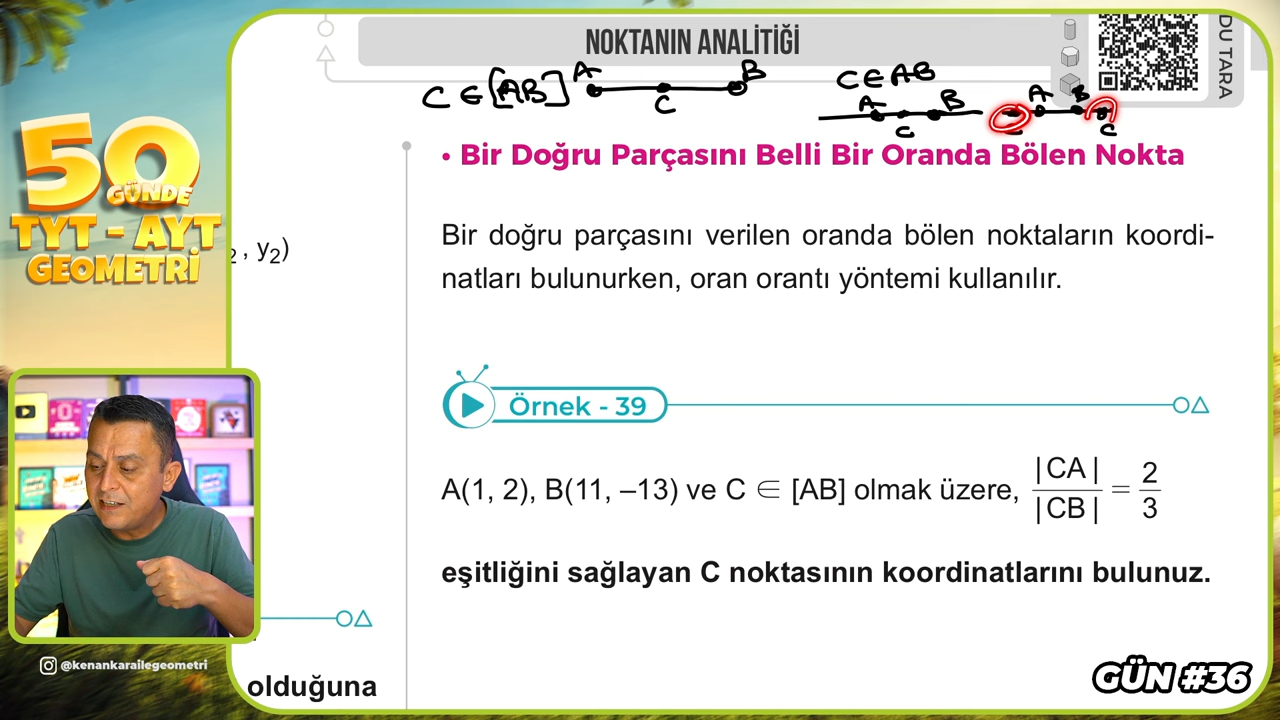 NOKTANIN ANALİTİĞİ
DU TARA
C ∈ [AB] A C B
C ∈ AB
A C B
A B C
• Bir Doğru Parçasını Belli Bir Oranda Bölen Nokta
Bir doğru parçasını verilen oranda bölen noktaların koordi-
natları bulunurken, oran orantı yöntemi kullanılır.
Örnek - 39
A(1, 2), B(11, –13) ve C ∈ [AB] olmak üzere, |CA| / |CB| = 2 / 3
eşitliğini sağlayan C noktasının koordinatlarını bulunuz.
50
GÜNDE
TYT - AYT
GEOMETRİ
2 , y2)
olduğuna
@kenankarailegeometri
GÜN #36